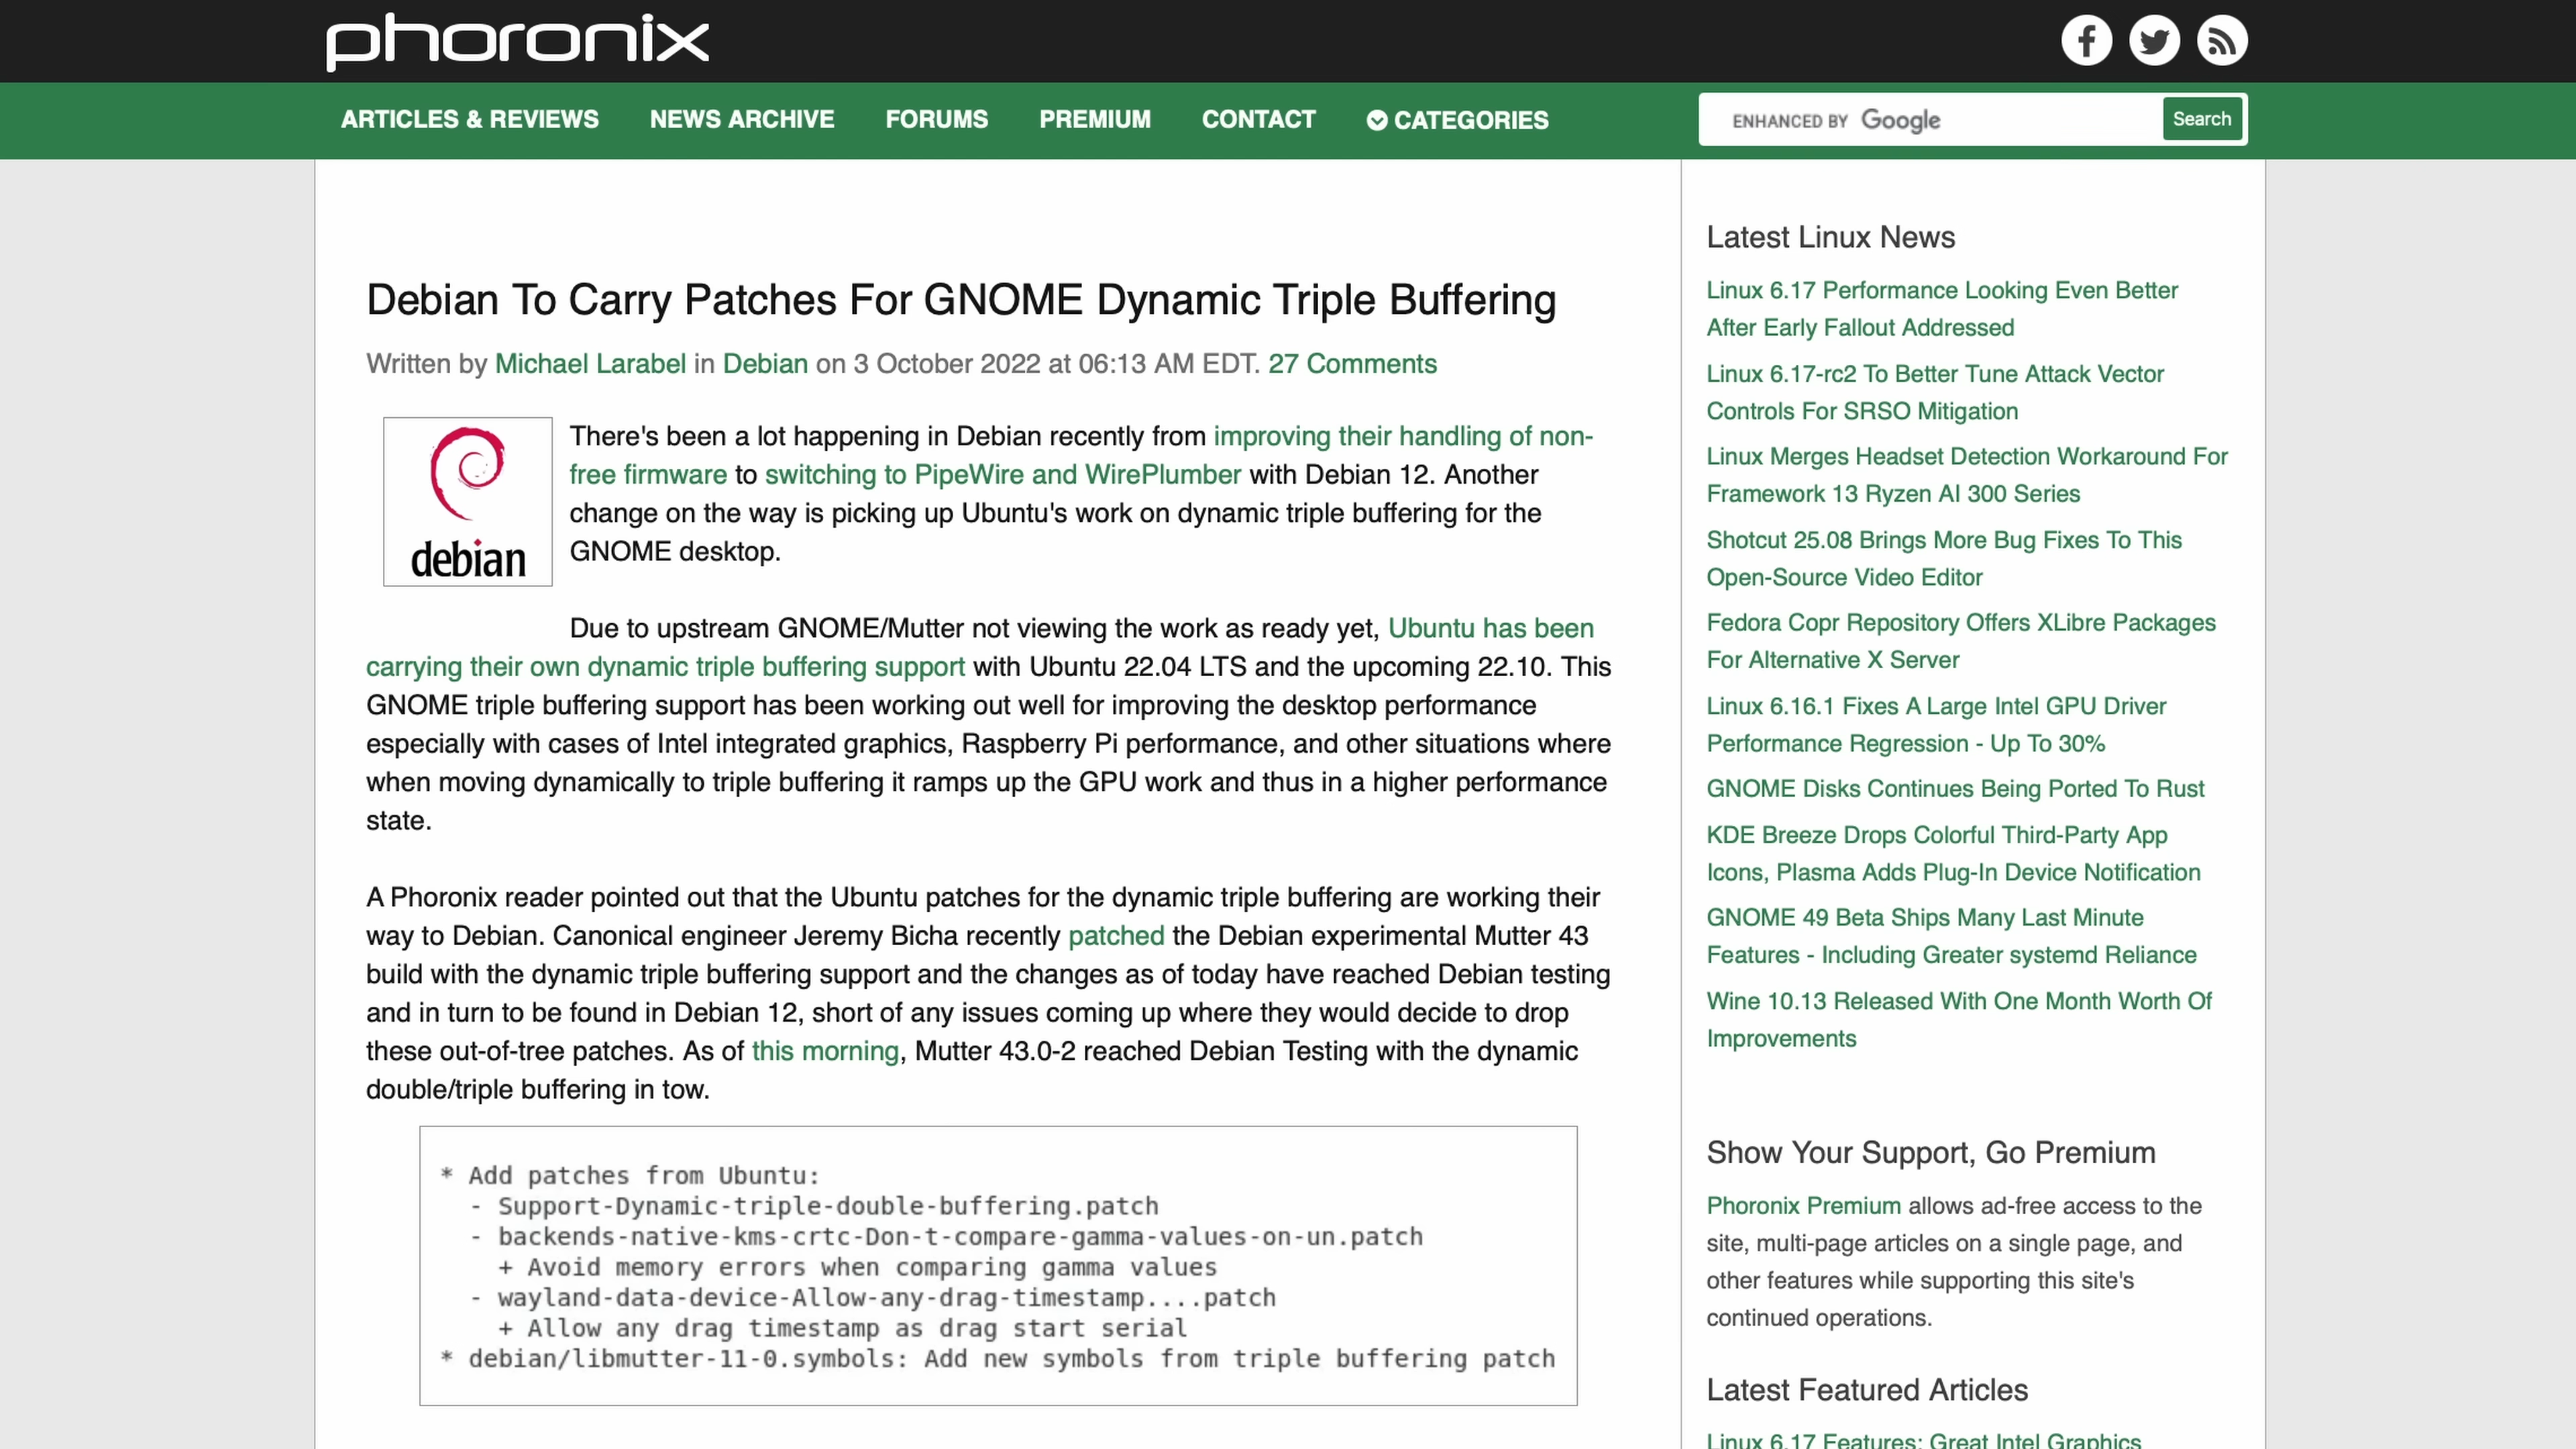 phoronix
ARTICLES & REVIEWS NEWS ARCHIVE FORUMS PREMIUM CONTACT CATEGORIES
ENHANCED BY Google Search
Debian To Carry Patches For GNOME Dynamic Triple Buffering
Written by Michael Larabel in Debian on 3 October 2022 at 06:13 AM EDT. 27 Comments
debian
There's been a lot happening in Debian recently from improving their handling of non-
free firmware to switching to PipeWire and WirePlumber with Debian 12. Another
change on the way is picking up Ubuntu's work on dynamic triple buffering for the
GNOME desktop.
Due to upstream GNOME/Mutter not viewing the work as ready yet, Ubuntu has been
carrying their own dynamic triple buffering support with Ubuntu 22.04 LTS and the upcoming 22.10. This
GNOME triple buffering support has been working out well for improving the desktop performance
especially with cases of Intel integrated graphics, Raspberry Pi performance, and other situations where
when moving dynamically to triple buffering it ramps up the GPU work and thus in a higher performance
state.
A Phoronix reader pointed out that the Ubuntu patches for the dynamic triple buffering are working their
way to Debian. Canonical engineer Jeremy Bicha recently patched the Debian experimental Mutter 43
build with the dynamic triple buffering support and the changes as of today have reached Debian testing
and in turn to be found in Debian 12, short of any issues coming up where they would decide to drop
these out-of-tree patches. As of this morning, Mutter 43.0-2 reached Debian Testing with the dynamic
double/triple buffering in tow.
* Add patches from Ubuntu:
- Support-Dynamic-triple-double-buffering.patch
- backends-native-kms-crtc-Don-t-compare-gamma-values-on-un.patch
+ Avoid memory errors when comparing gamma values
- wayland-data-device-Allow-any-drag-timestamp....patch
+ Allow any drag timestamp as drag start serial
* debian/libmutter-11-0.symbols: Add new symbols from triple buffering patch
Latest Linux News
Linux 6.17 Performance Looking Even Better
After Early Fallout Addressed
Linux 6.17-rc2 To Better Tune Attack Vector
Controls For SRSO Mitigation
Linux Merges Headset Detection Workaround For
Framework 13 Ryzen AI 300 Series
Shotcut 25.08 Brings More Bug Fixes To This
Open-Source Video Editor
Fedora Copr Repository Offers XLibre Packages
For Alternative X Server
Linux 6.16.1 Fixes A Large Intel GPU Driver
Performance Regression - Up To 30%
GNOME Disks Continues Being Ported To Rust
KDE Breeze Drops Colorful Third-Party App
Icons, Plasma Adds Plug-In Device Notification
GNOME 49 Beta Ships Many Last Minute
Features - Including Greater systemd Reliance
Wine 10.13 Released With One Month Worth Of
Improvements
Show Your Support, Go Premium
Phoronix Premium allows ad-free access to the
site, multi-page articles on a single page, and
other features while supporting this site's
continued operations.
Latest Featured Articles
Linux 6.17 Features: Great Intel Graphics